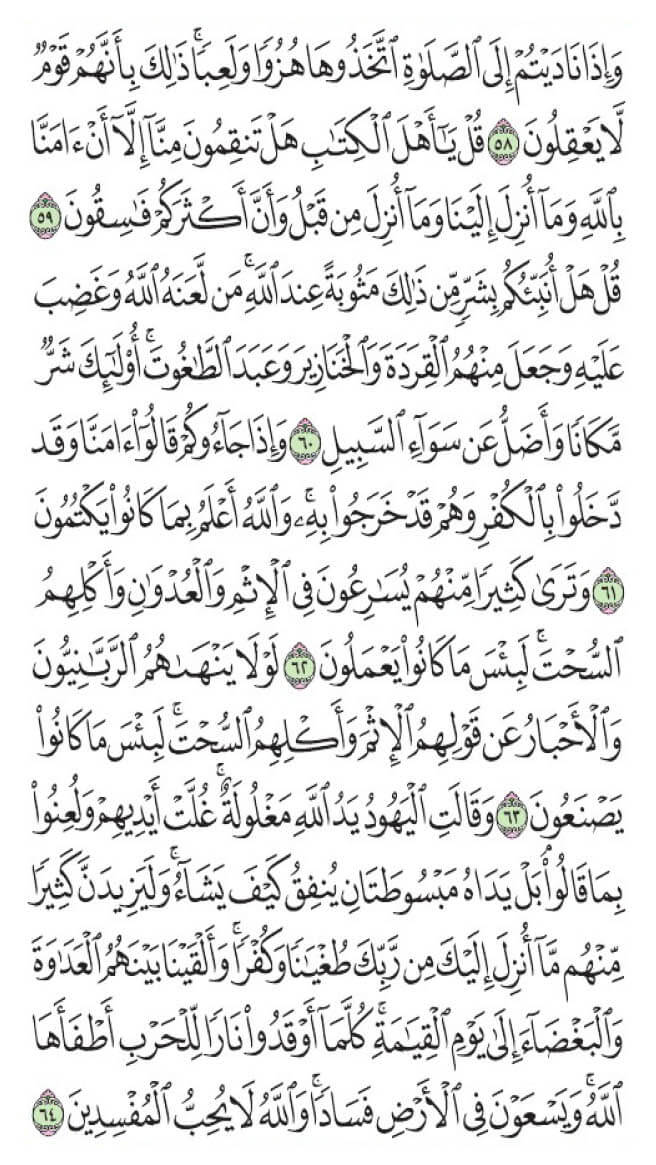 وَإِذَا نَادَيْتُمْ إِلَى ٱلصَّلَوٰةِ ٱتَّخَذُوهَا هُزُوًا وَلَعِبًا ۚ ذَٰلِكَ بِأَنَّهُمْ قَوْمٌ
لَّا يَعْقِلُونَ ٥٨ قُلْ يَـٰٓأَهْلَ ٱلْكِتَـٰبِ هَلْ تَنقِمُونَ مِنَّآ إِلَّآ أَنْ ءَامَنَّا
بِٱللَّهِ وَمَآ أُنزِلَ إِلَيْنَا وَمَآ أُنزِلَ مِن قَبْلُ وَأَنَّ أَكْثَرَكُمْ فَـٰسِقُونَ ٥٩
قُلْ هَلْ أُنَبِّئُكُم بِشَرٍّ مِّن ذَٰلِكَ مَثُوبَةً عِندَ ٱللَّهِ ۚ مَن لَّعَنَهُ ٱللَّهُ وَغَضِبَ
عَلَيْهِ وَجَعَلَ مِنْهُمُ ٱلْقِرَدَةَ وَٱلْخَنَازِيرَ وَعَبَدَ ٱلطَّـٰغُوتَ ۚ أُو۟لَـٰٓئِكَ شَرٌّ
مَّكَانًا وَأَضَلُّ عَن سَوَآءِ ٱلسَّبِيلِ ٦٠ وَإِذَا جَآءُوكُمْ قَالُوٓا۟ ءَامَنَّا وَقَد
دَّخَلُوا۟ بِٱلْكُفْرِ وَهُمْ قَدْ خَرَجُوا۟ بِهِۦ ۚ وَٱللَّهُ أَعْلَمُ بِمَا كَانُوا۟ يَكْتُمُونَ
٦١ وَتَرَىٰ كَثِيرًا مِّنْهُمْ يُسَـٰرِعُونَ فِى ٱلْإِثْمِ وَٱلْعُدْوَٰنِ وَأَكْلِهِمُ
ٱلسُّحْتَ ۚ لَبِئْسَ مَا كَانُوا۟ يَعْمَلُونَ ٦٢ لَوْلَا يَنْهَىٰهُمُ ٱلرَّبَّـٰنِيُّونَ
وَٱلْأَحْبَارُ عَن قَوْلِهِمُ ٱلْإِثْمَ وَأَكْلِهِمُ ٱلسُّحْتَ ۚ لَبِئْسَ مَا كَانُوا۟
يَصْنَعُونَ ٦٣ وَقَالَتِ ٱلْيَهُودُ يَدُ ٱللَّهِ مَغْلُولَةٌ ۚ غُلَّتْ أَيْدِيهِمْ وَلُعِنُوا۟
بِمَا قَالُوا۟ ۘ بَلْ يَدَاهُ مَبْسُوطَتَانِ يُنفِقُ كَيْفَ يَشَآءُ ۚ وَلَيَزِيدَنَّ كَثِيرًا
مِّنْهُم مَّآ أُنزِلَ إِلَيْكَ مِن رَّبِّكَ طُغْيَـٰنًا وَكُفْرًا ۚ وَأَلْقَيْنَا بَيْنَهُمُ ٱلْعَدَٰوَةَ
وَٱلْبَغْضَآءَ إِلَىٰ يَوْمِ ٱلْقِيَـٰمَةِ ۚ كُلَّمَآ أَوْقَدُوا۟ نَارًا لِّلْحَرْبِ أَطْفَأَهَا
ٱللَّهُ ۚ وَيَسْعَوْنَ فِى ٱلْأَرْضِ فَسَادًا ۚ وَٱللَّهُ لَا يُحِبُّ ٱلْمُفْسِدِينَ ٦٤